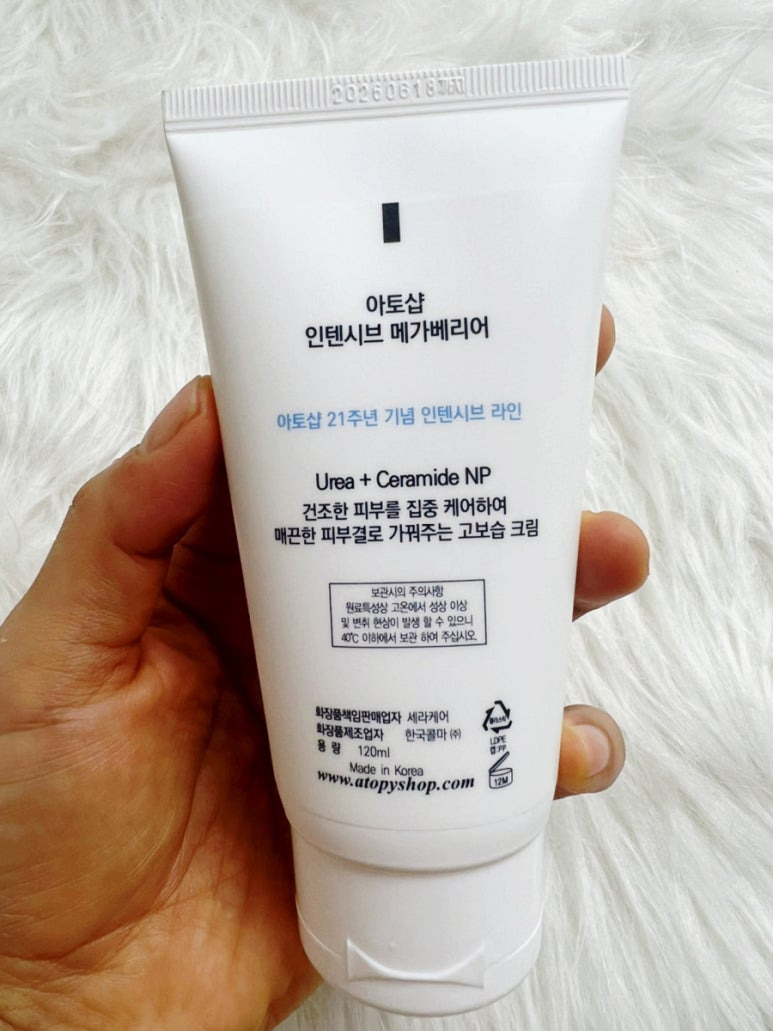 20260618
아토샵
인텐시브 메가베리어
아토샵 21주년 기념 인텐시브 라인
Urea + Ceramide NP
건조한 피부를 집중 케어하여
매끈한 피부결로 가꿔주는 고보습 크림
보관시의 주의사항
원료특성상 고온에서 성상 이상
및 변취 현상이 발생 할 수 있으니
40℃ 이하에서 보관 하여 주십시오.
화장품책임판매업자 세라케어
화장품제조업자 한국콜마 ㈜
용 량 120ml
Made in Korea
www.atopyshop.com
플라스틱
LDPE
캡:PP
12M